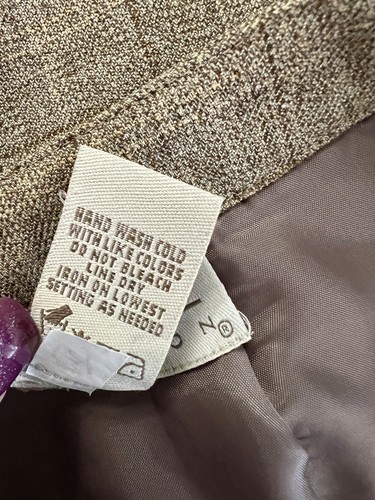 HAND WASH COLD
WITH LIKE COLORS
DO NOT BLEACH
LINE DRY
IRON ON LOWEST
SETTING AS NEEDED
O N ®